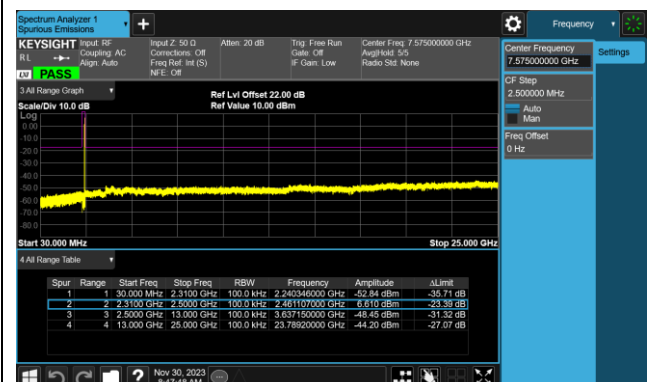 Spectrum Analyzer 1
Spurious Emissions
Frequency
KEYSIGHT
RL
LXI
PASS
Input: RF
Coupling: AC
Align: Auto
Input Z: 50 Ω
Corrections: Off
Freq Ref: Int (S)
NFE: Off
Atten: 20 dB
Trig: Free Run
Gate: Off
IF Gain: Low
Center Freq: 7.575000000 GHz
Avg|Hold: 5/5
Radio Std: None
Center Frequency
7.575000000 GHz
Settings
CF Step
2.500000 MHz
Auto
Man
Freq Offset
0 Hz
3 All Range Graph
Scale/Div 10.0 dB
Ref Lvl Offset 22.00 dB
Ref Value 10.00 dBm
Log
0.00
-10.0
-20.0
-30.0
-40.0
-50.0
-60.0
-70.0
-80.0
Start 30.000 MHz
Stop 25.000 GHz
4 All Range Table
Spur Range Start Freq Stop Freq RBW Frequency Amplitude ΔLimit
1 1 30.000 MHz 2.3100 GHz 100.0 kHz 2.240346000 GHz -52.84 dBm -35.71 dB
2 2 2.3100 GHz 2.5000 GHz 100.0 kHz 2.461107000 GHz 6.610 dBm -23.39 dB
3 3 2.5000 GHz 13.000 GHz 100.0 kHz 3.637150000 GHz -48.45 dBm -31.32 dB
4 4 13.000 GHz 25.000 GHz 100.0 kHz 23.78920000 GHz -44.20 dBm -27.07 dB
Nov 30, 2023